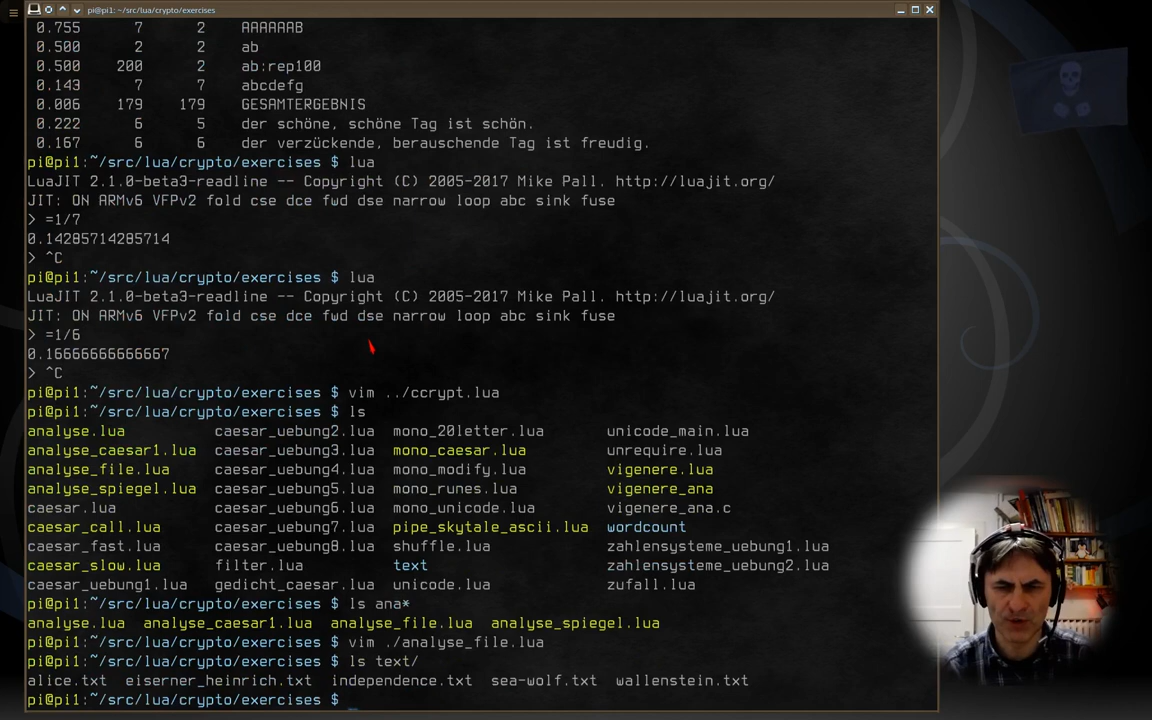 pi@pi1: ~/src/lua/crypto/exercises
0.755 7 2 AAAAAAB
0.500 2 2 ab
0.500 200 2 ab:rep100
0.143 7 7 abcdefg
0.006 179 179 GESAMTERGEBNIS
0.222 6 5 der schöne, schöne Tag ist schön.
0.167 6 6 der verzückende, berauschende Tag ist freudig.
pi@pi1:~/src/lua/crypto/exercises $ lua
LuaJIT 2.1.0-beta3-readline -- Copyright (C) 2005-2017 Mike Pall. http://luajit.org/
JIT: ON ARMv6 VFPv2 fold cse dce fwd dse narrow loop abc sink fuse
> =1/7
0.14285714285714
> ^C
pi@pi1:~/src/lua/crypto/exercises $ lua
LuaJIT 2.1.0-beta3-readline -- Copyright (C) 2005-2017 Mike Pall. http://luajit.org/
JIT: ON ARMv6 VFPv2 fold cse dce fwd dse narrow loop abc sink fuse
> =1/6
0.16666666666667
> ^C
pi@pi1:~/src/lua/crypto/exercises $ vim ../ccrypt.lua
pi@pi1:~/src/lua/crypto/exercises $ ls
analyse.lua caesar_uebung2.lua mono_20letter.lua unicode_main.lua
analyse_caesar1.lua caesar_uebung3.lua mono_caesar.lua unrequire.lua
analyse_file.lua caesar_uebung4.lua mono_modify.lua vigenere.lua
analyse_spiegel.lua caesar_uebung5.lua mono_runes.lua vigenere_ana
caesar.lua caesar_uebung6.lua mono_unicode.lua vigenere_ana.c
caesar_call.lua caesar_uebung7.lua pipe_skytale_ascii.lua wordcount
caesar_fast.lua caesar_uebung8.lua shuffle.lua zahlensysteme_uebung1.lua
caesar_slow.lua filter.lua text zahlensysteme_uebung2.lua
caesar_uebung1.lua gedicht_caesar.lua unicode.lua zufall.lua
pi@pi1:~/src/lua/crypto/exercises $ ls ana*
analyse.lua analyse_caesar1.lua analyse_file.lua analyse_spiegel.lua
pi@pi1:~/src/lua/crypto/exercises $ vim ./analyse_file.lua
pi@pi1:~/src/lua/crypto/exercises $ ls text/
alice.txt eiserner_heinrich.txt independence.txt sea-wolf.txt wallenstein.txt
pi@pi1:~/src/lua/crypto/exercises $